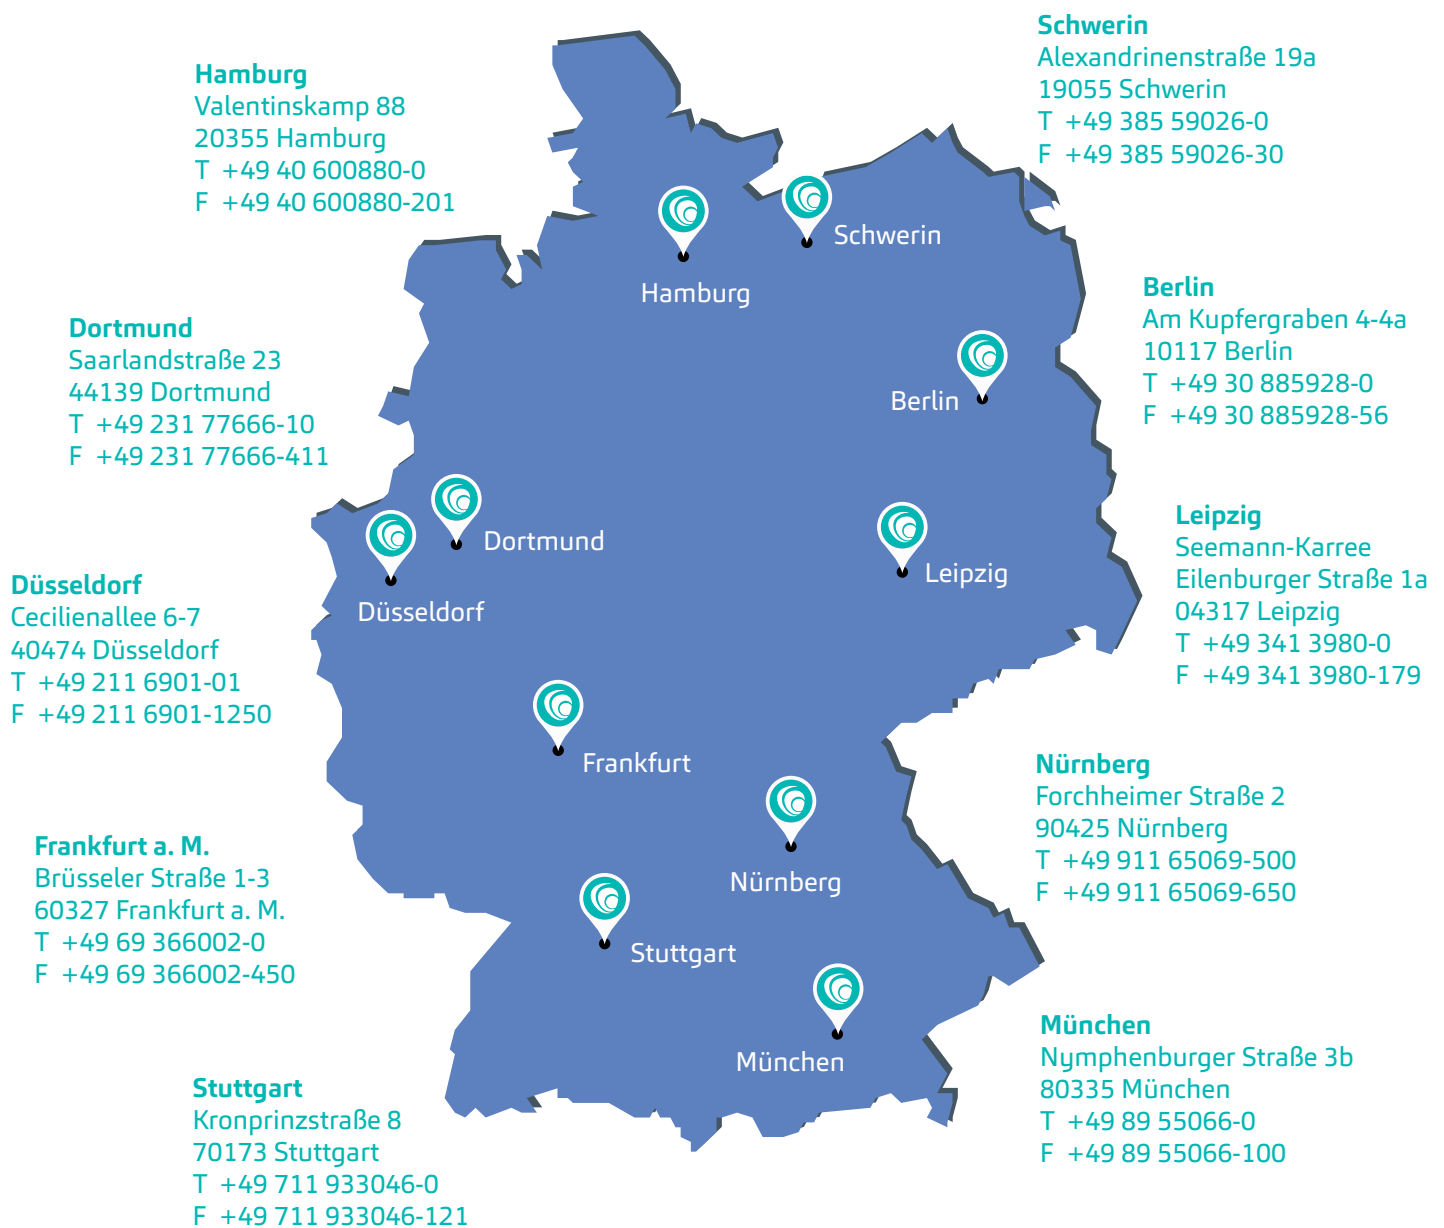 Schwerin
Alexandrinenstraße 19a
19055 Schwerin
T +49 385 59026-0
F +49 385 59026-30
Hamburg
Valentinskamp 88
20355 Hamburg
T +49 40 600880-0
F +49 40 600880-201
Schwerin
Hamburg
Berlin
Am Kupfergraben 4-4a
10117 Berlin
T +49 30 885928-0
F +49 30 885928-56
Dortmund
Saarlandstraße 23
44139 Dortmund
T +49 231 77666-10
F +49 231 77666-411
Berlin
Leipzig
Seemann-Karree
Eilenburger Straße 1a
04317 Leipzig
T +49 341 3980-0
F +49 341 3980-179
Dortmund
Leipzig
Düsseldorf
Düsseldorf
Cecilienallee 6-7
40474 Düsseldorf
T +49 211 6901-01
F +49 211 6901-1250
Frankfurt
Nürnberg
Forchheimer Straße 2
90425 Nürnberg
T +49 911 65069-500
F +49 911 65069-650
Frankfurt a. M.
Brüsseler Straße 1-3
60327 Frankfurt a. M.
T +49 69 366002-0
F +49 69 366002-450
Nürnberg
Stuttgart
München
München
Nymphenburger Straße 3b
80335 München
T +49 89 55066-0
F +49 89 55066-100
Stuttgart
Kronprinzstraße 8
70173 Stuttgart
T +49 711 933046-0
F +49 711 933046-121